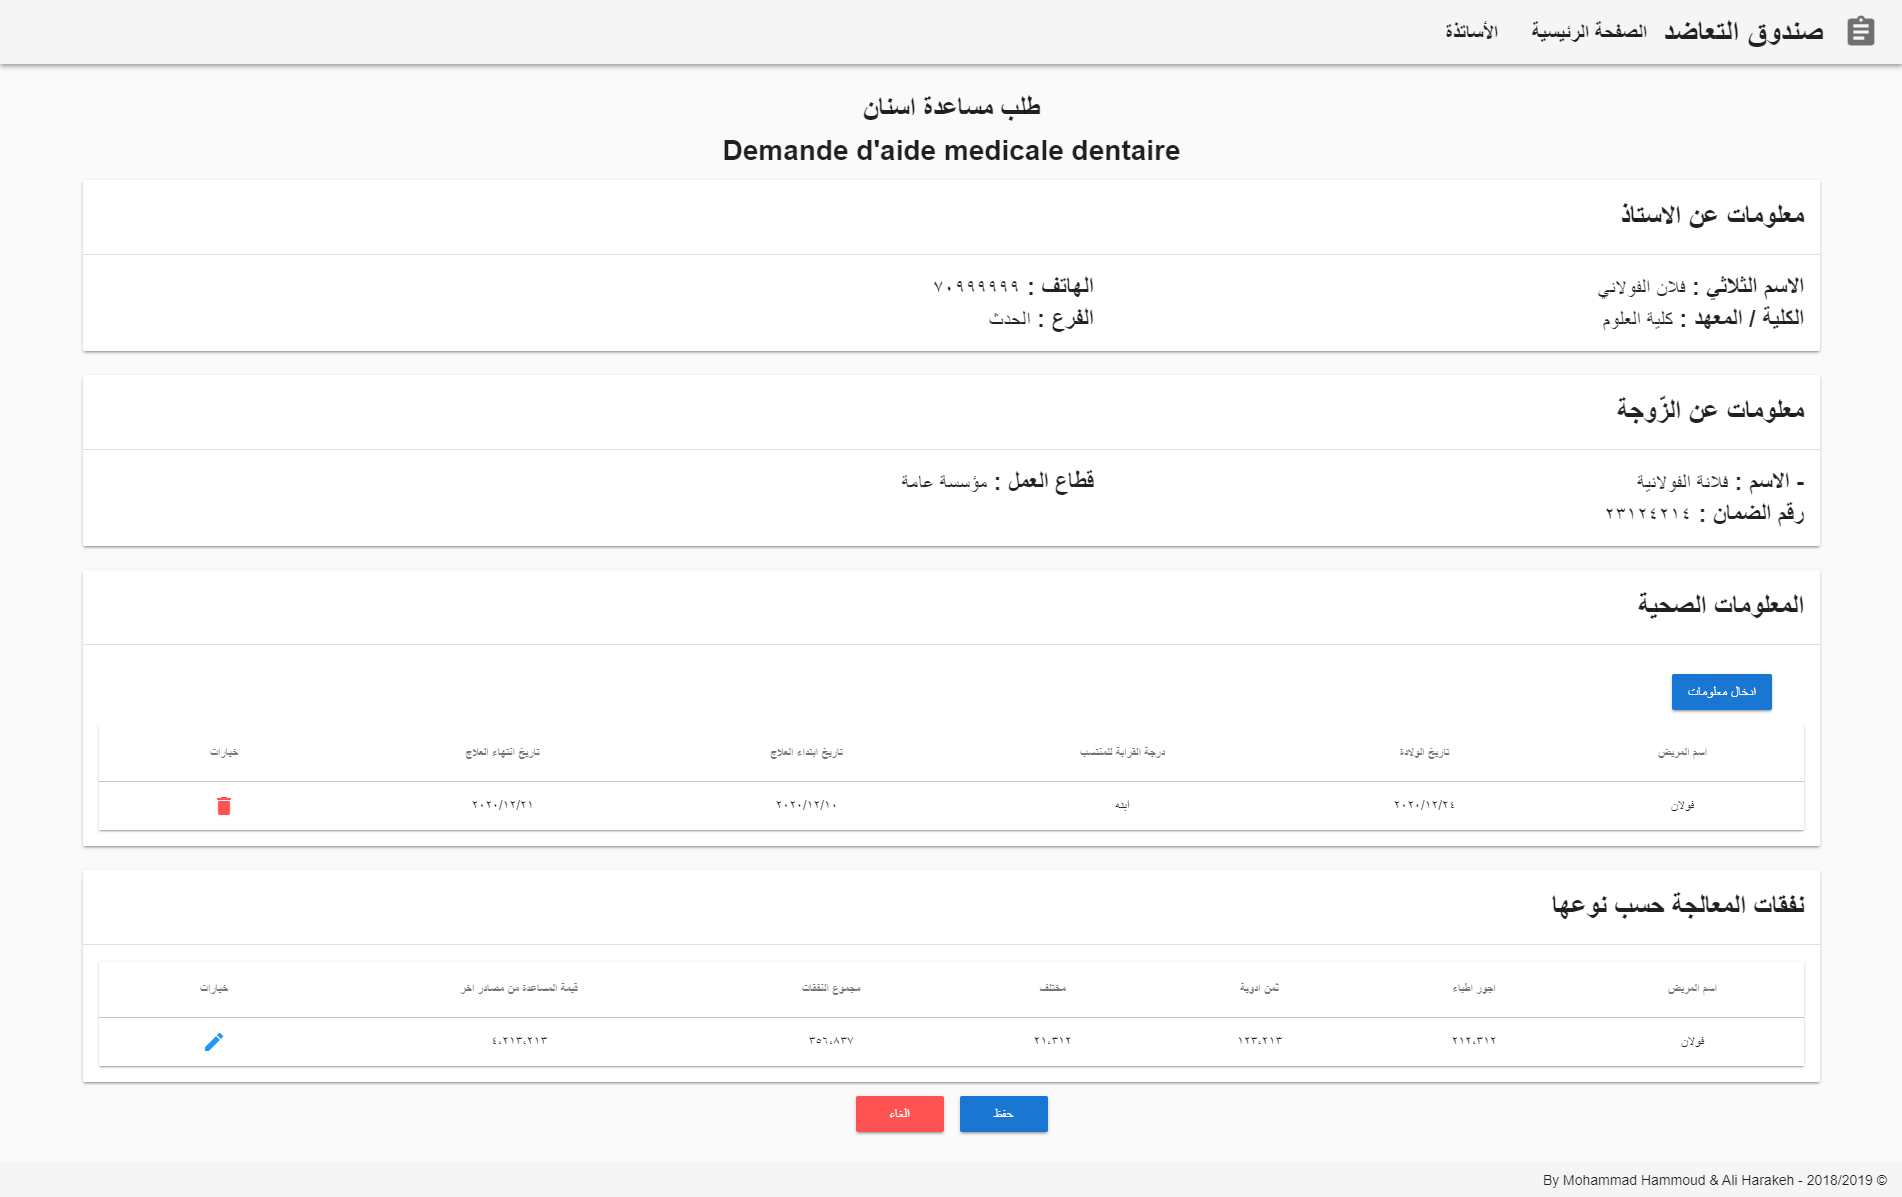 صندوق التعاضد الصفحة الرئيسية الأساتذة
طلب مساعدة اسنان
Demande d'aide medicale dentaire
معلومات عن الاستاذ
الاسم الثلاثي : فلان الفولاني الهاتف : ٧٠٩٩٩٩٩٩
الكلية / المعهد : كلية العلوم الفرع : الحدث
معلومات عن الزّوجة
- الاسم : فلانة الفولانية قطاع العمل : مؤسسة عامة
رقم الضمان : ٢٣١٢٤٢١٤
المعلومات الصحية
ادخال معلومات
اسم المريض تاريخ الولادة درجة القرابة للمنتسب تاريخ ابتداء العلاج تاريخ انتهاء العلاج خيارات
فولان ٢٠٢٠/١٢/٢٤ ابنه ٢٠٢٠/١٢/١٠ ٢٠٢٠/١٢/٢١
نفقات المعالجة حسب نوعها
اسم المريض اجور اطباء ثمن ادوية مختلف مجموع النفقات قيمة المساعدة من مصادر اخر خيارات
فولان ٢١٢،٣١٢ ١٢٣،٢١٣ ٢١،٣١٢ ٣٥٦،٨٣٧ ٤،٢١٣،٢١٣
حفظ الغاء
By Mohammad Hammoud & Ali Harakeh - 2018/2019 ©